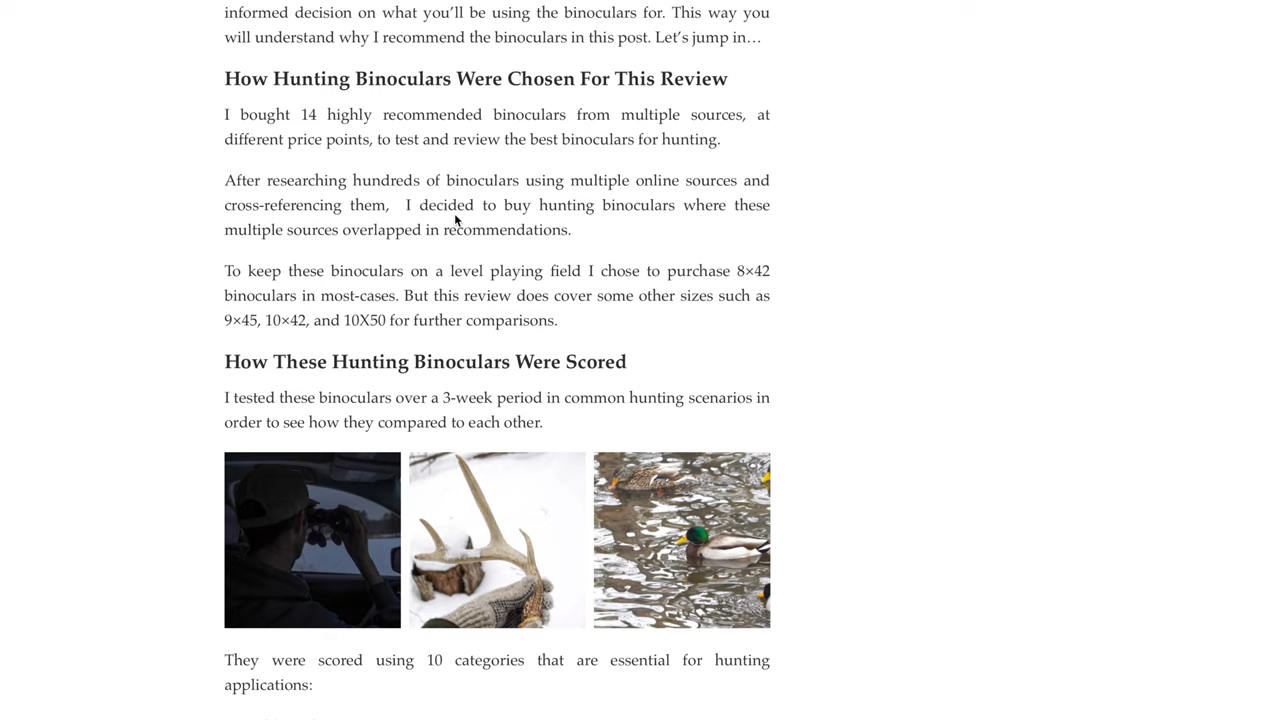 informed decision on what you’ll be using the binoculars for. This way you
will understand why I recommend the binoculars in this post. Let’s jump in…
How Hunting Binoculars Were Chosen For This Review
I bought 14 highly recommended binoculars from multiple sources, at
different price points, to test and review the best binoculars for hunting.
After researching hundreds of binoculars using multiple online sources and
cross-referencing them,  I decided to buy hunting binoculars where these
multiple sources overlapped in recommendations.
To keep these binoculars on a level playing field I chose to purchase 8×42
binoculars in most-cases. But this review does cover some other sizes such as
9×45, 10×42, and 10X50 for further comparisons.
How These Hunting Binoculars Were Scored
I tested these binoculars over a 3-week period in common hunting scenarios in
order to see how they compared to each other.
They were scored using 10 categories that are essential for hunting
applications: